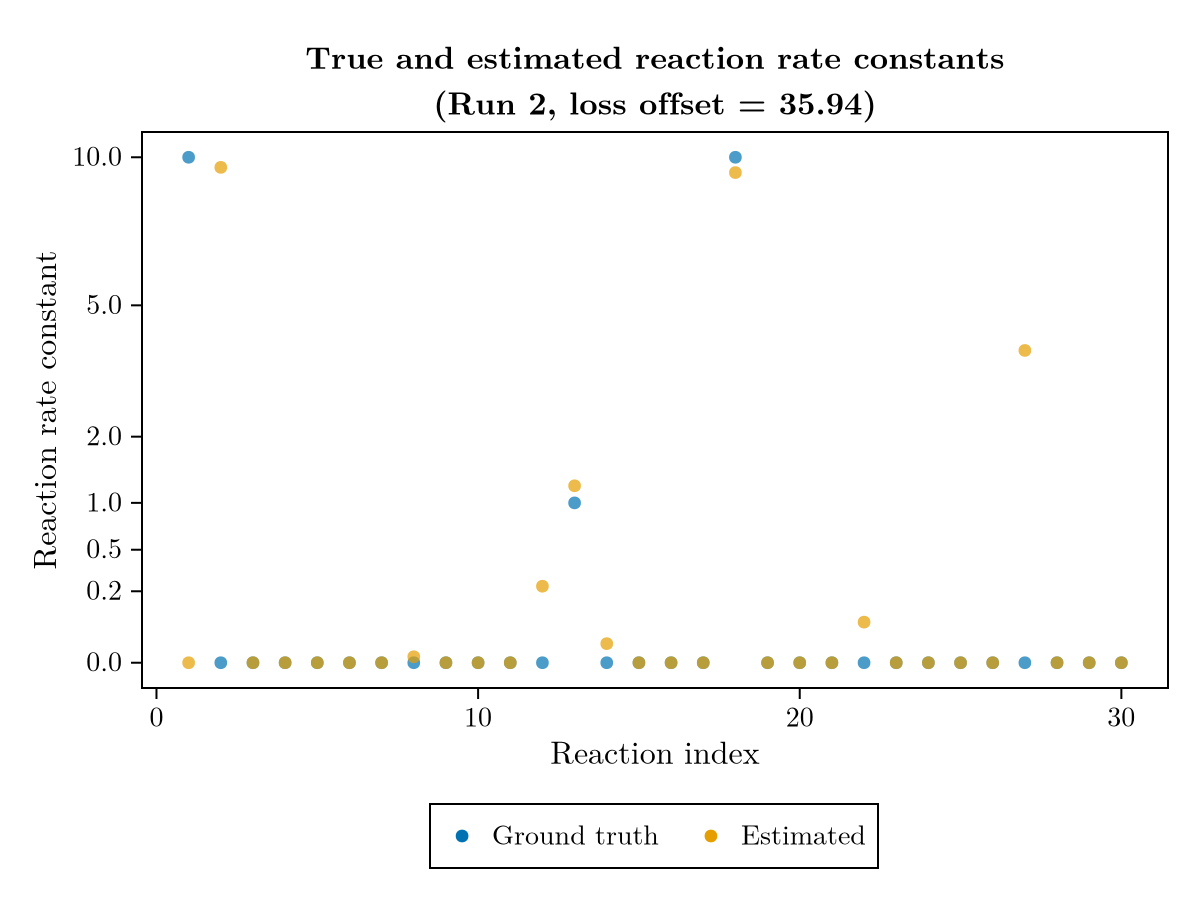 True and estimated reaction rate constants
(Run 2, loss offset = 35.94)
Reaction rate constant
10.0
5.0
2.0
1.0
0.5
0.2
0.0
0 10 20 30
Reaction index
Ground truth Estimated